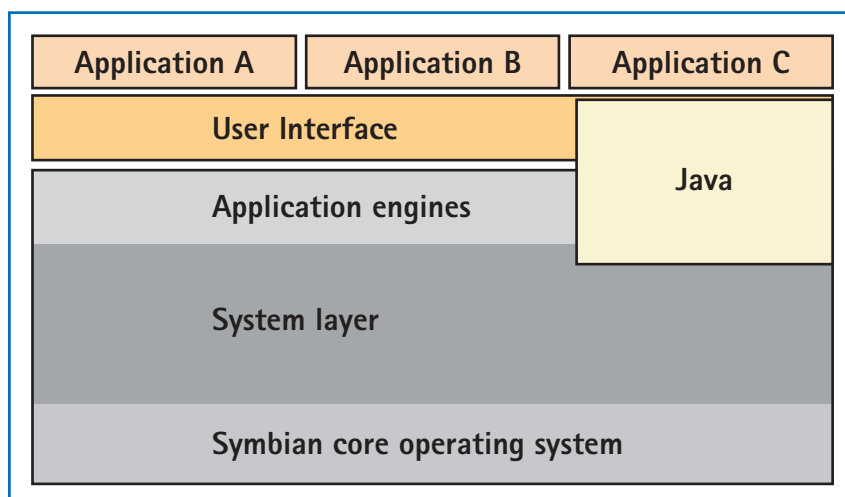 Application A
Application B
Application C
User Interface
Java
Application engines
System layer
Symbian core operating system